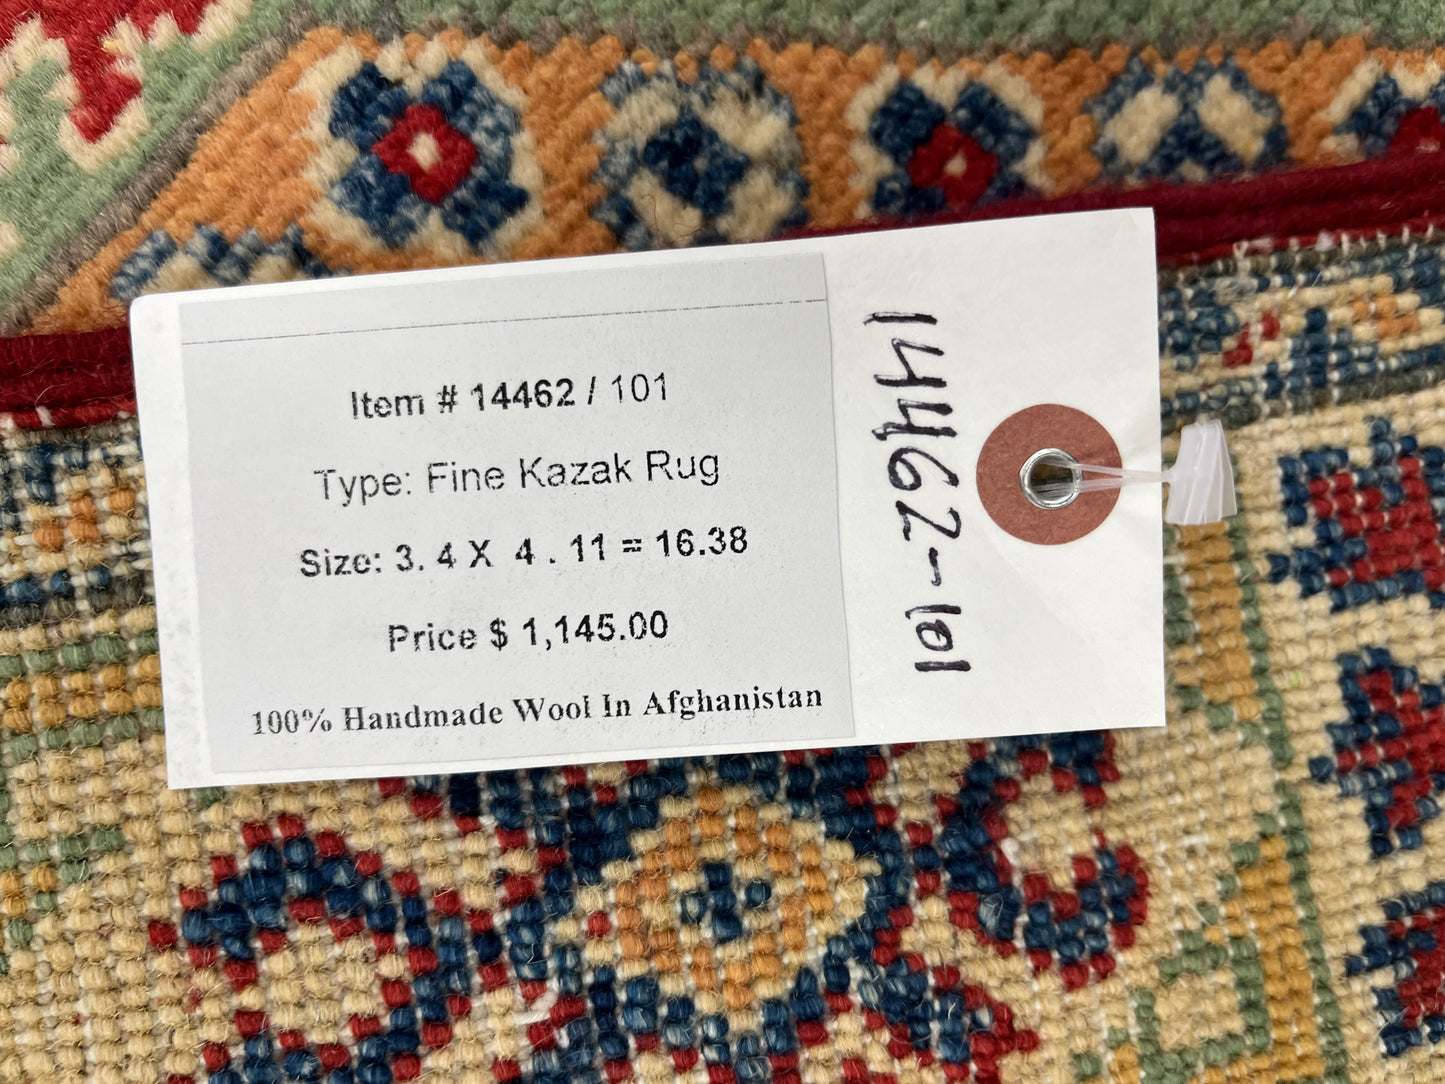 Item # 14462 / 101
Type: Fine Kazak Rug
Size: 3. 4 X 4 . 11 = 16.38
Price $ 1,145.00
100% Handmade Wool In Afghanistan
14462-101